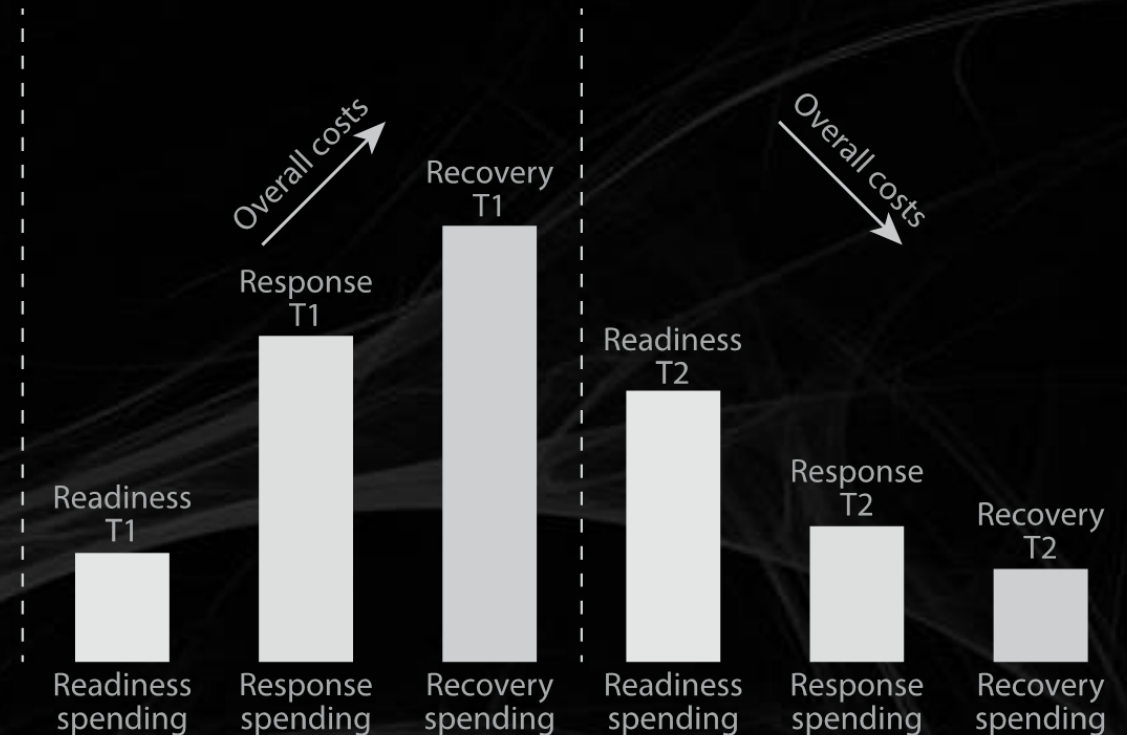 Overall costs
Recovery
T1
Response
T1
Readiness
T1
Overall costs
Readiness
T2
Response
T2
Recovery
T2
Readiness
spending
Response
spending
Recovery
spending
Readiness
spending
Response
spending
Recovery
spending